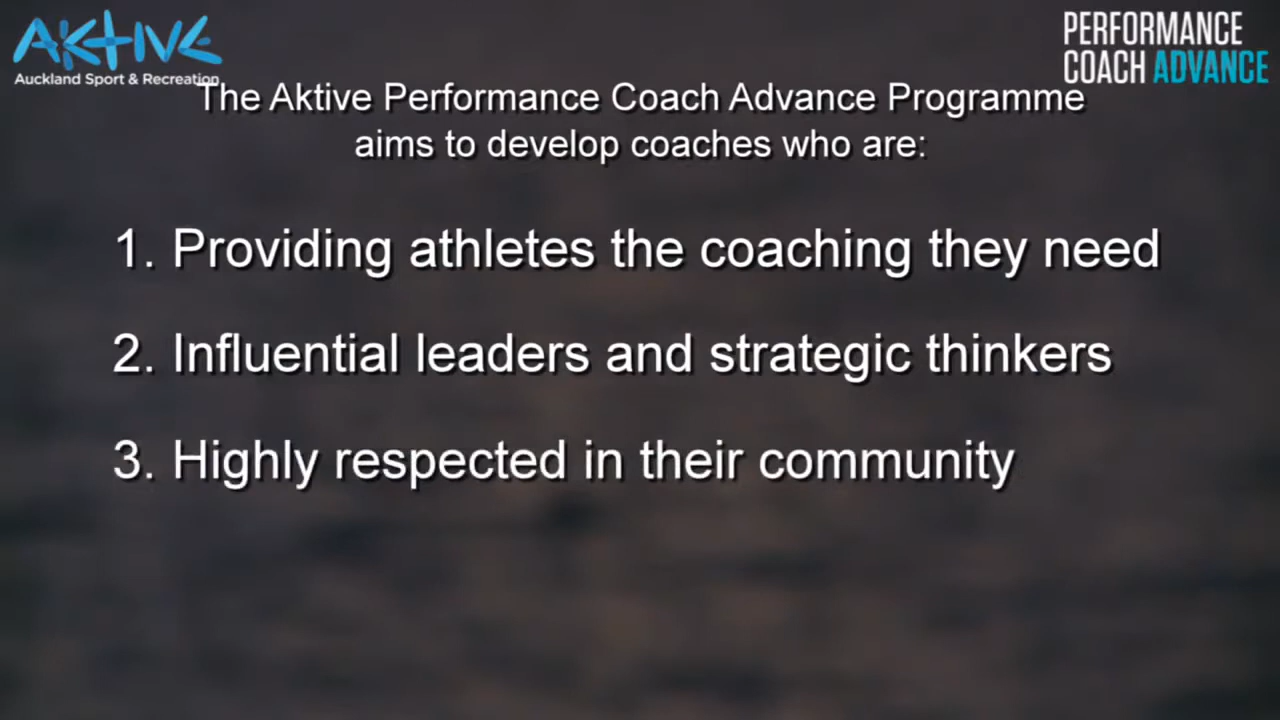 AKTIVE
Auckland Sport & Recreation
PERFORMANCE
COACH ADVANCE
The Aktive Performance Coach Advance Programme
aims to develop coaches who are:
1. Providing athletes the coaching they need
2. Influential leaders and strategic thinkers
3. Highly respected in their community